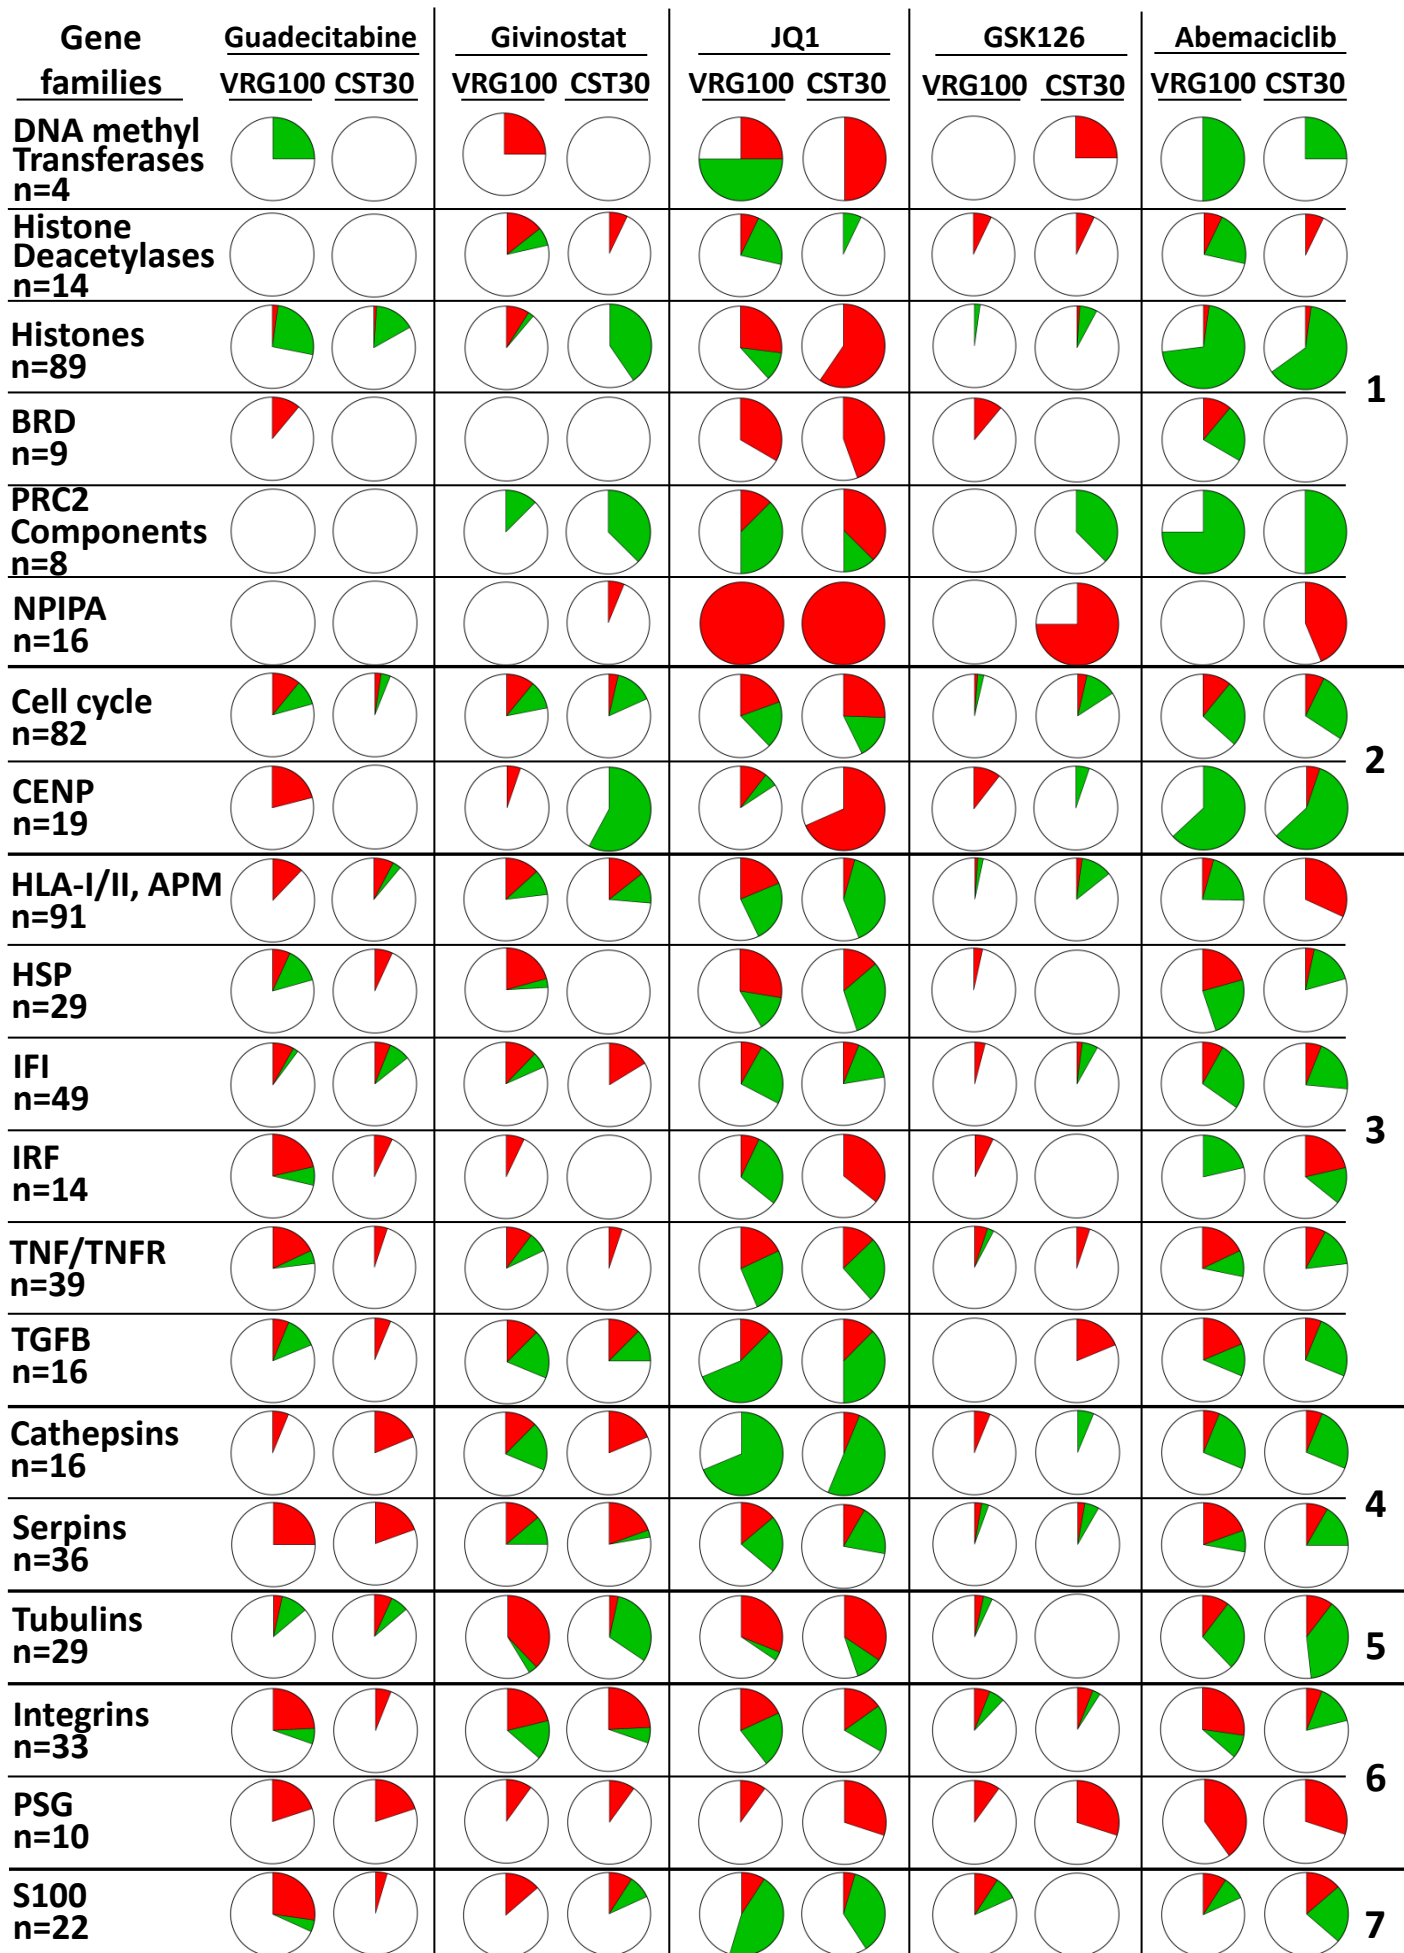 Gene families
Guadecitabine Givinostat JQ1 GSK126 Abemaciclib
VRG100 CST30 VRG100 CST30 VRG100 CST30 VRG100 CST30 VRG100 CST30
DNA methyl
Transferases
n=4
Histone
Deacetylases
n=14
Histones
n=89
1
BRD
n=9
PRC2
Components
n=8
NPIPA
n=16
Cell cycle
n=82
2
CENP
n=19
HLA-I/II, APM
n=91
HSP
n=29
IFI
n=49
3
IRF
n=14
TNF/TNFR
n=39
TGFB
n=16
Cathepsins
n=16
4
Serpins
n=36
Tubulins
n=29
5
Integrins
n=33
6
PSG
n=10
S100
n=22
7